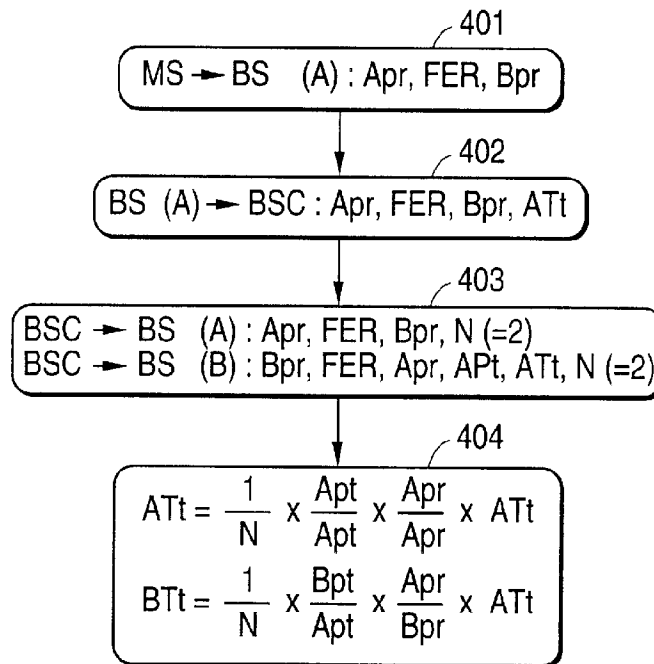 401
MS → BS (A) : Apr, FER, Bpr
402
BS (A) → BSC : Apr, FER, Bpr, ATt
403
BSC → BS (A) : Apr, FER, Bpr, N (=2)
BSC → BS (B) : Bpr, FER, Apr, APt, ATt, N (=2)
404
ATt = 1/N x Apt/Apt x Apr/Apr x ATt
BTt = 1/N x Bpt/Apt x Apr/Bpr x ATt